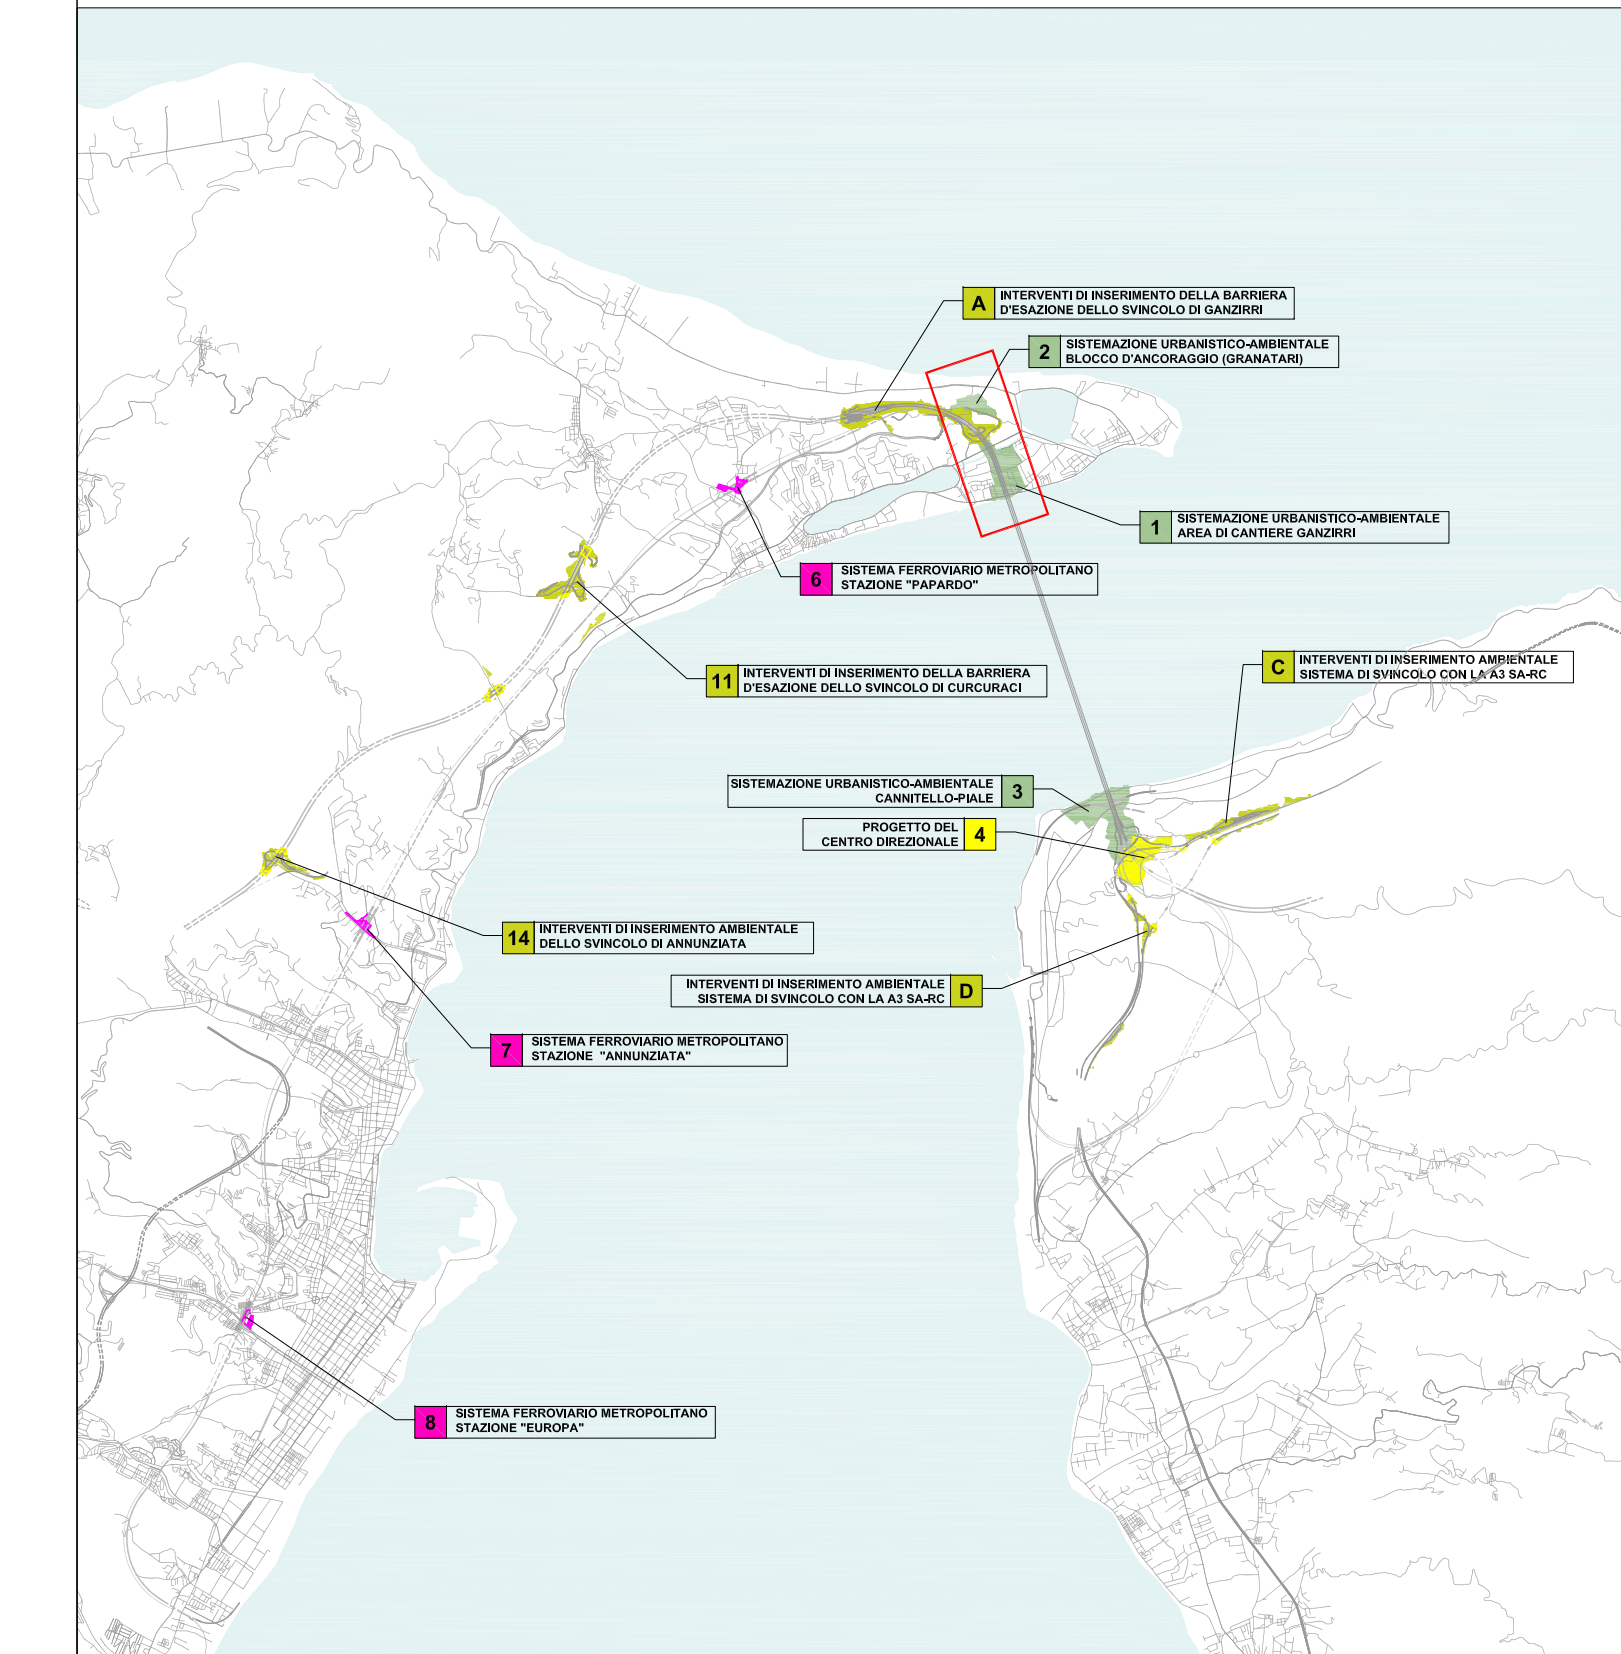 A
INTERVENTI DI INSERIMENTO DELLA BARRIERA
D'ESAZIONE DELLO SVINCOLO DI GANZIRRI
2
SISTEMAZIONE URBANISTICO-AMBIENTALE
BLOCCO D'ANCORAGGIO (GRANATARI)
1
SISTEMAZIONE URBANISTICO-AMBIENTALE
AREA DI CANTIERE GANZIRRI
6
SISTEMA FERROVIARIO METROPOLITANO
STAZIONE "PAPARDO"
11
INTERVENTI DI INSERIMENTO DELLA BARRIERA
D'ESAZIONE DELLO SVINCOLO DI CURCURACI
C
INTERVENTI DI INSERIMENTO AMBIENTALE
SISTEMA DI SVINCOLO CON LA A3 SA-RC
SISTEMAZIONE URBANISTICO-AMBIENTALE
CANNITELLO-PIALE
3
PROGETTO DEL
CENTRO DIREZIONALE
4
14
INTERVENTI DI INSERIMENTO AMBIENTALE
DELLO SVINCOLO DI ANNUNZIATA
INTERVENTI DI INSERIMENTO AMBIENTALE
SISTEMA DI SVINCOLO CON LA A3 SA-RC
D
7
SISTEMA FERROVIARIO METROPOLITANO
STAZIONE "ANNUNZIATA"
8
SISTEMA FERROVIARIO METROPOLITANO
STAZIONE "EUROPA"